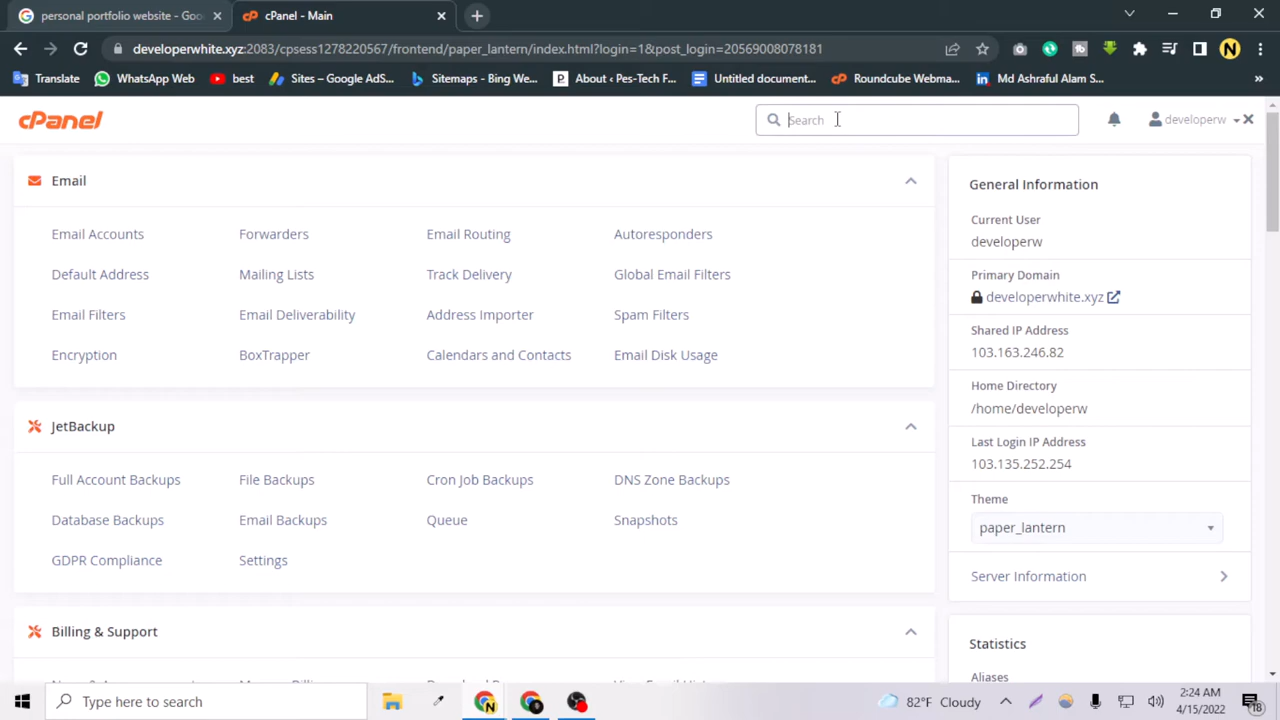 personal portfolio website - Goo
cPanel - Main
developerwhite.xyz:2083/cpsess1278220567/frontend/paper_lantern/index.html?login=1&post_login=20569008078181
Translate
WhatsApp Web
best
Sites – Google AdS...
Sitemaps - Bing We...
About ‹ Pes-Tech F...
Untitled document...
Roundcube Webma...
Md Ashraful Alam S...
»
cPanel
Search
developerw
Email
Email Accounts
Forwarders
Email Routing
Autoresponders
Default Address
Mailing Lists
Track Delivery
Global Email Filters
Email Filters
Email Deliverability
Address Importer
Spam Filters
Encryption
BoxTrapper
Calendars and Contacts
Email Disk Usage
JetBackup
Full Account Backups
File Backups
Cron Job Backups
DNS Zone Backups
Database Backups
Email Backups
Queue
Snapshots
GDPR Compliance
Settings
Billing & Support
General Information
Current User
developerw
Primary Domain
developerwhite.xyz
Shared IP Address
103.163.246.82
Home Directory
/home/developerw
Last Login IP Address
103.135.252.254
Theme
paper_lantern
Server Information
Statistics
Aliases
Type here to search
82°F Cloudy
2:24 AM
4/15/2022
18